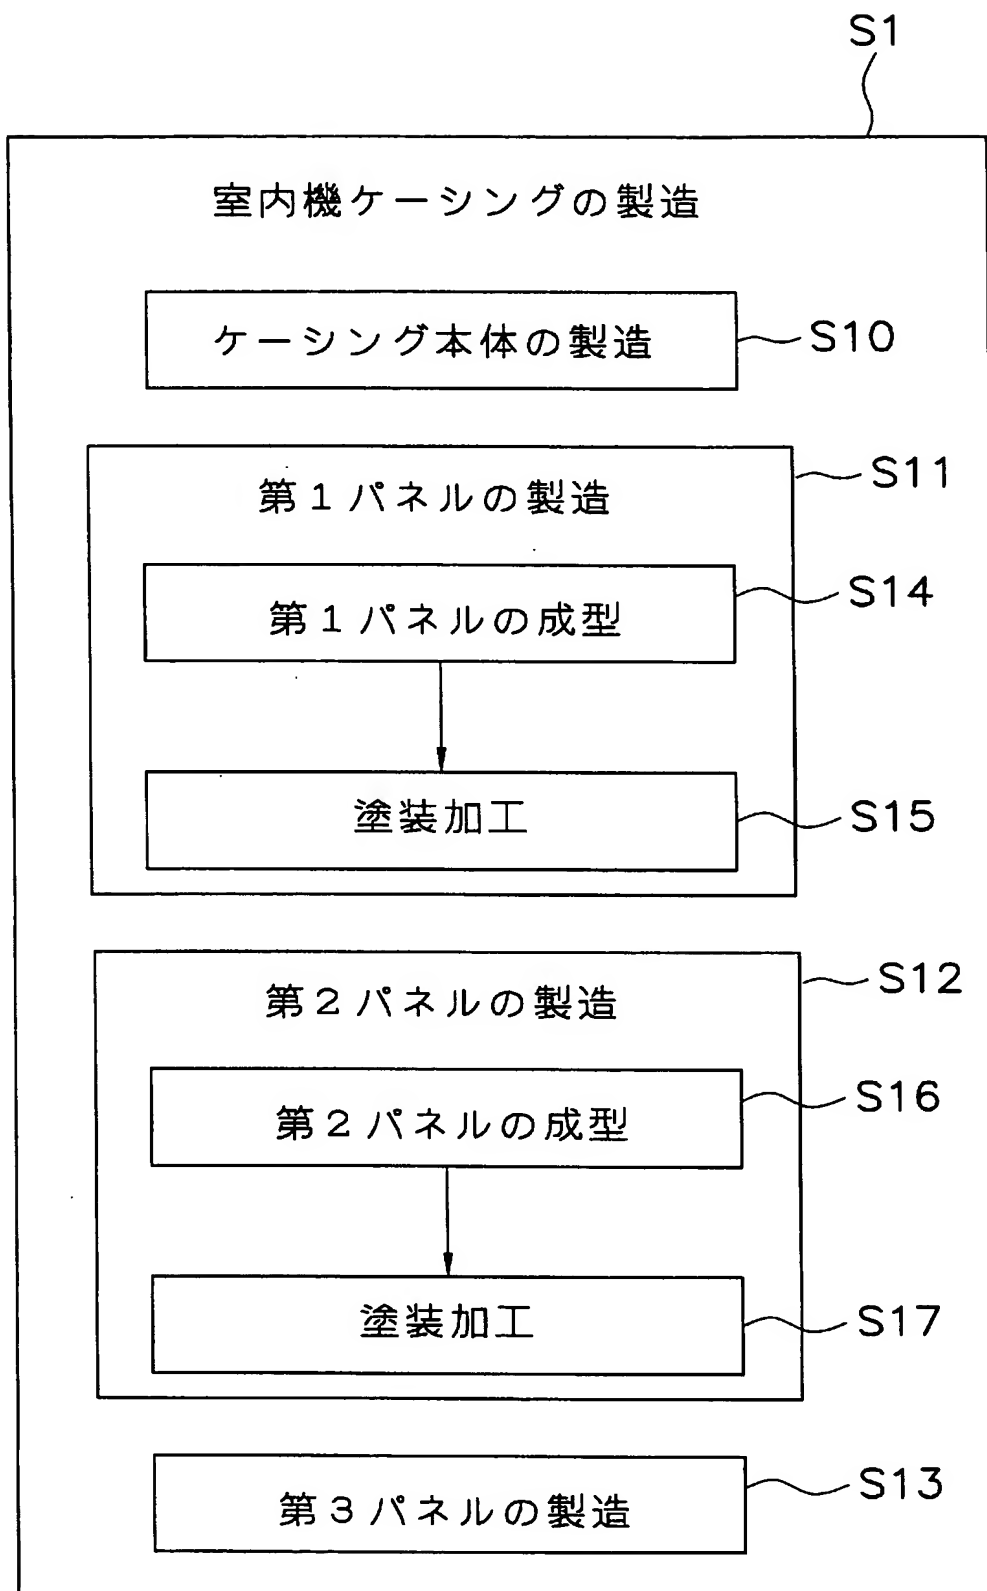 S1
室内機ケーシングの製造
ケーシング本体の製造
S10
第1パネルの製造
S11
第1パネルの成型
S14
塗装加工
S15
第2パネルの製造
S12
第2パネルの成型
S16
塗装加工
S17
第3パネルの製造
S13